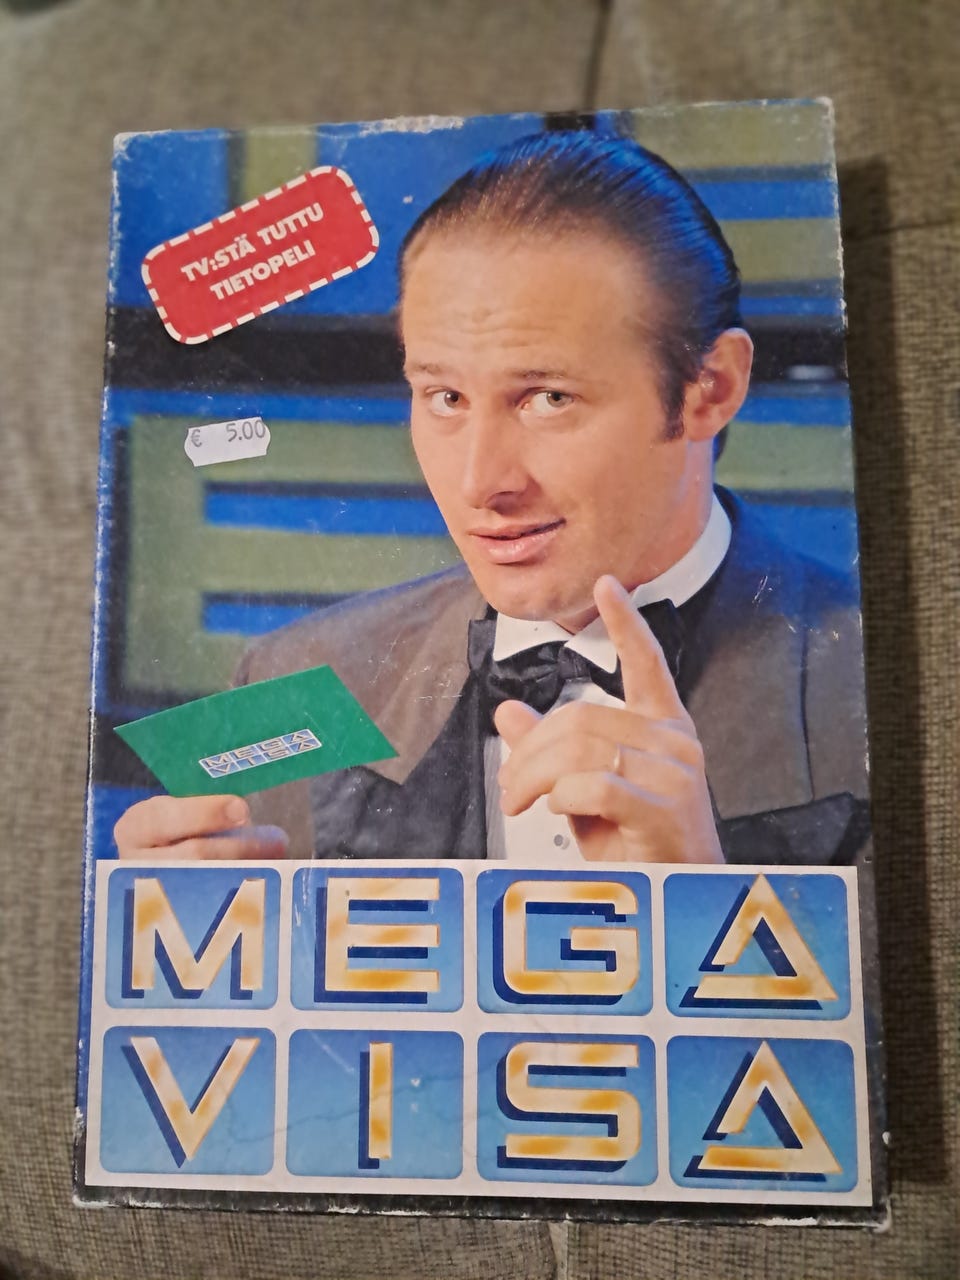 TV:STÄ TUTTU
TIETOPELI
€ 5.00
MEGA
VISA
MEGA
VISA